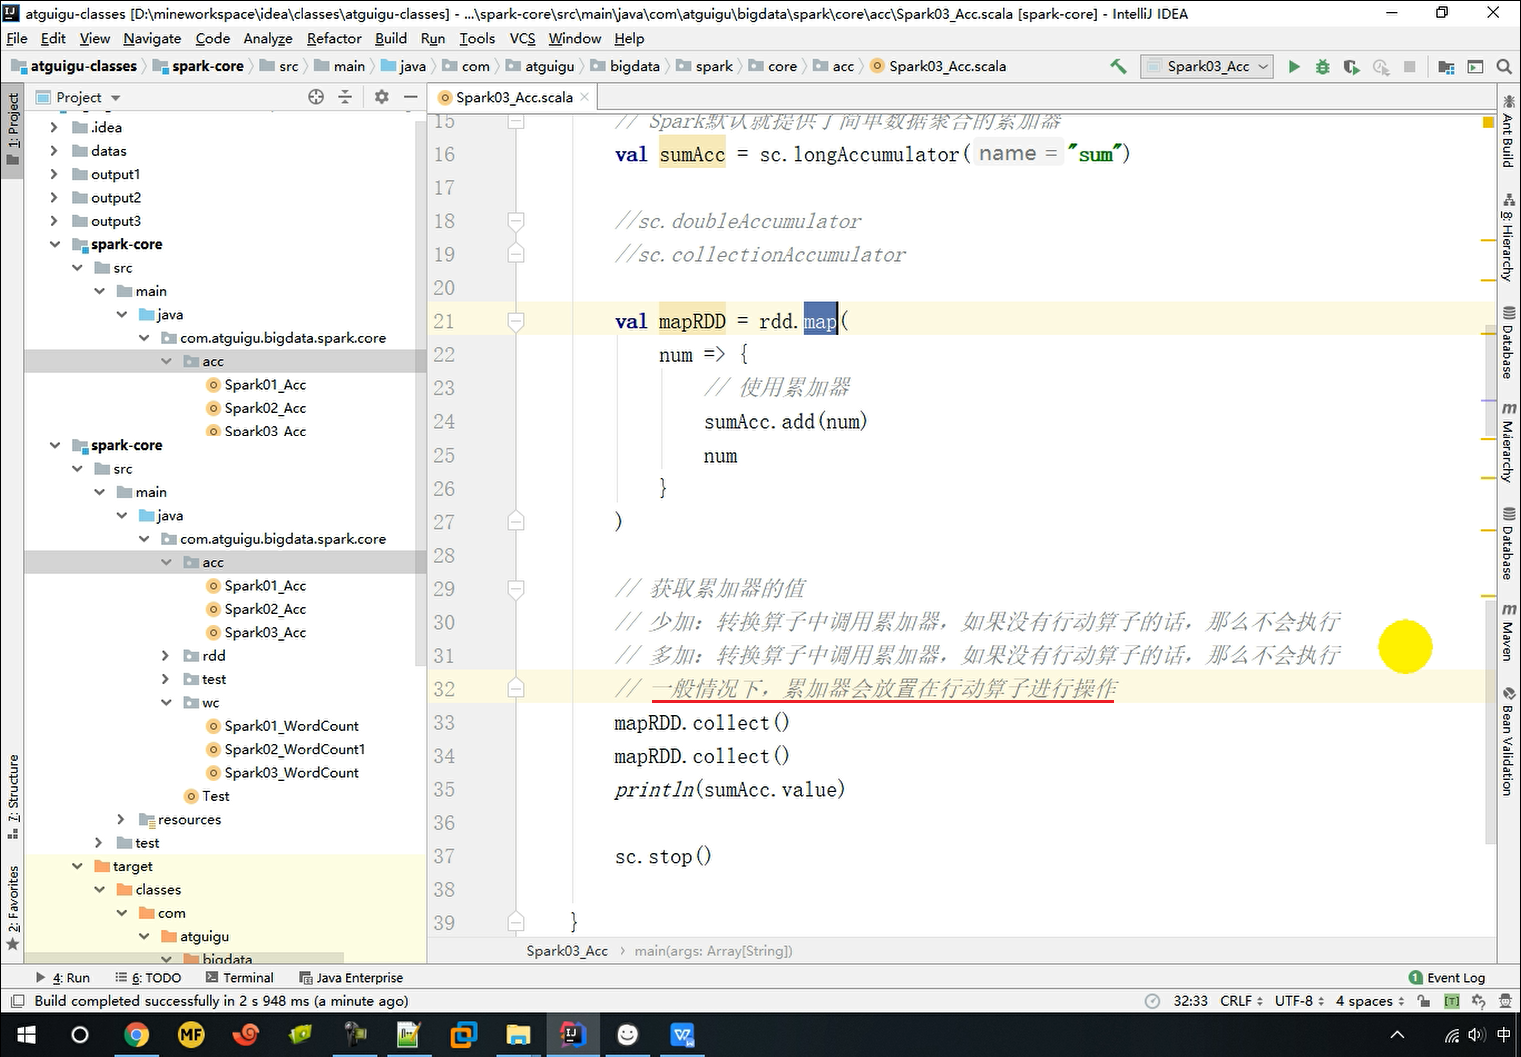 atguigu-classes [D:\mineworkspace\idea\classes\atguigu-classes] - ...\spark-core\src\main\java\com\atguigu\bigdata\spark\core\acc\Spark03_Acc.scala [spark-core] - IntelliJ IDEA
File Edit View Navigate Code Analyze Refactor Build Run Tools VCS Window Help
atguigu-classes spark-core src main java com atguigu bigdata spark core acc Spark03_Acc.scala Spark03_Acc
1: Project
Project
.idea
datas
output1
output2
output3
spark-core
src
main
java
com.atguigu.bigdata.spark.core
acc
Spark01_Acc
Spark02_Acc
Spark03_Acc
spark-core
src
main
java
com.atguigu.bigdata.spark.core
acc
Spark01_Acc
Spark02_Acc
Spark03_Acc
rdd
test
wc
Spark01_WordCount
Spark02_WordCount1
Spark03_WordCount
Test
resources
test
target
classes
com
atguigu
bigdata
7: Structure
2: Favorites
Spark03_Acc.scala
15 // Spark默认就提供了简单数据聚合的累加器
16 val sumAcc = sc.longAccumulator( name = "sum")
17
18 //sc.doubleAccumulator
19 //sc.collectionAccumulator
20
21 val mapRDD = rdd.map(
22 num => {
23 // 使用累加器
24 sumAcc.add(num)
25 num
26 }
27 )
28
29 // 获取累加器的值
30 // 少加：转换算子中调用累加器，如果没有行动算子的话，那么不会执行
31 // 多加：转换算子中调用累加器，如果没有行动算子的话，那么不会执行
32 // 一般情况下，累加器会放置在行动算子进行操作
33 mapRDD.collect()
34 mapRDD.collect()
35 println(sumAcc.value)
36
37 sc.stop()
38
39 }
Spark03_Acc main(args: Array[String])
Ant Build
8: Hierarchy
Database
m Maierarchy
Database
m Maven
Bean Validation
4: Run 6: TODO Terminal Java Enterprise 1 Event Log
Build completed successfully in 2 s 948 ms (a minute ago) 32:33 CRLF UTF-8 4 spaces [T]
MF IJ 中